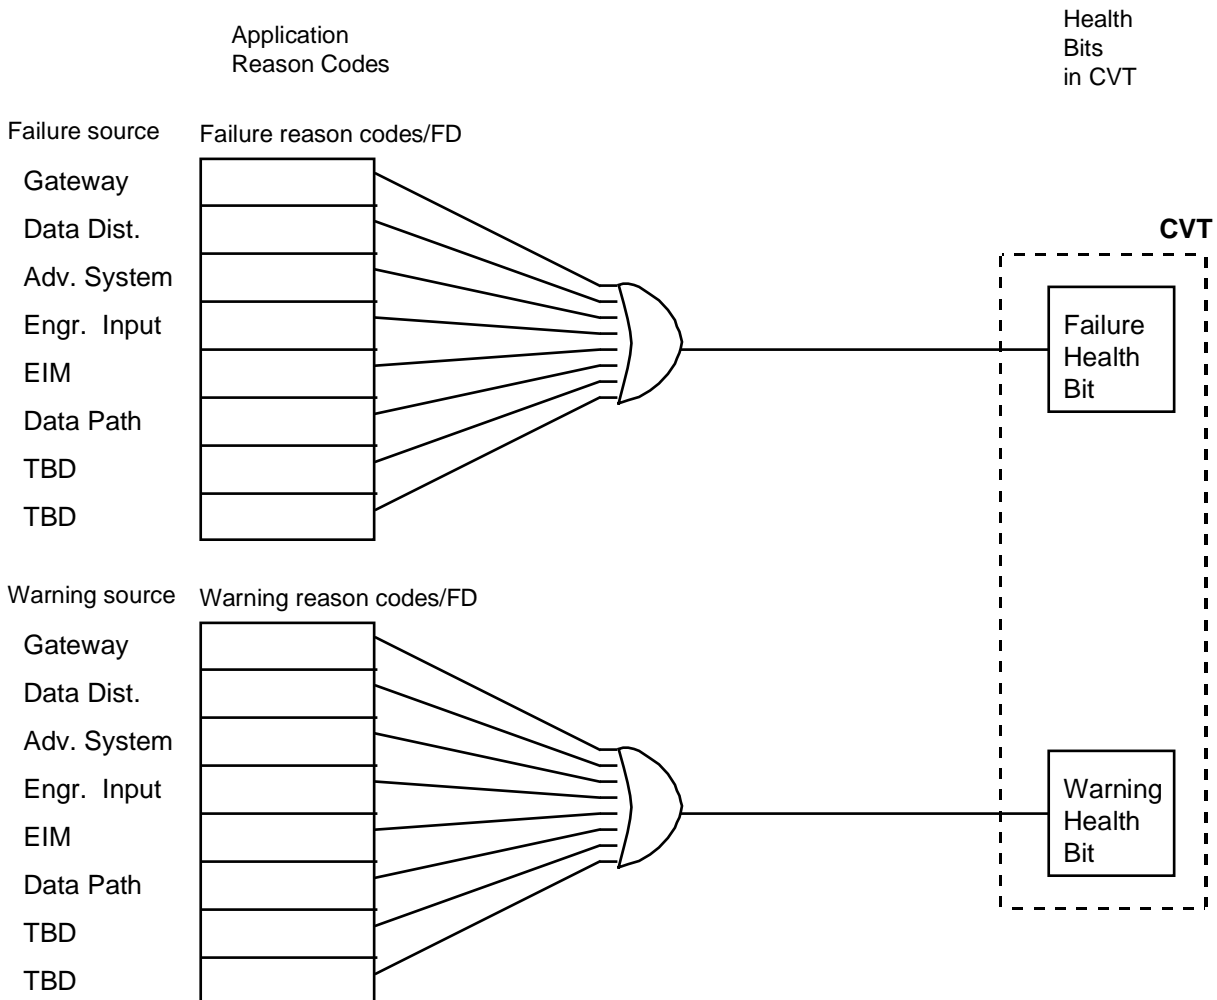 Application
Reason Codes
Health
Bits
in CVT
Failure source
Failure reason codes/FD
Gateway
Data Dist.
Adv. System
Engr. Input
EIM
Data Path
TBD
TBD
CVT
Failure
Health
Bit
Warning source
Warning reason codes/FD
Gateway
Data Dist.
Adv. System
Engr. Input
EIM
Data Path
TBD
TBD
Warning
Health
Bit